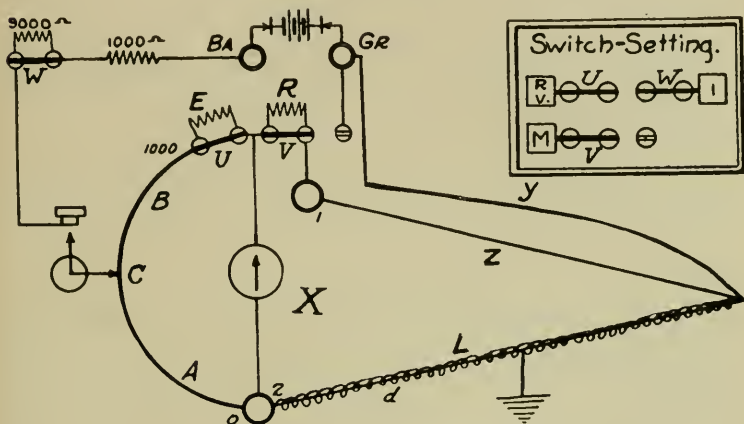 9000 Ω
1000 Ω
W
BA
GR
Switch-Setting.
R V.
U
W
1
M
V
E
R
1000
U
V
B
1
y
Z
C
X
A
L
2
d
0